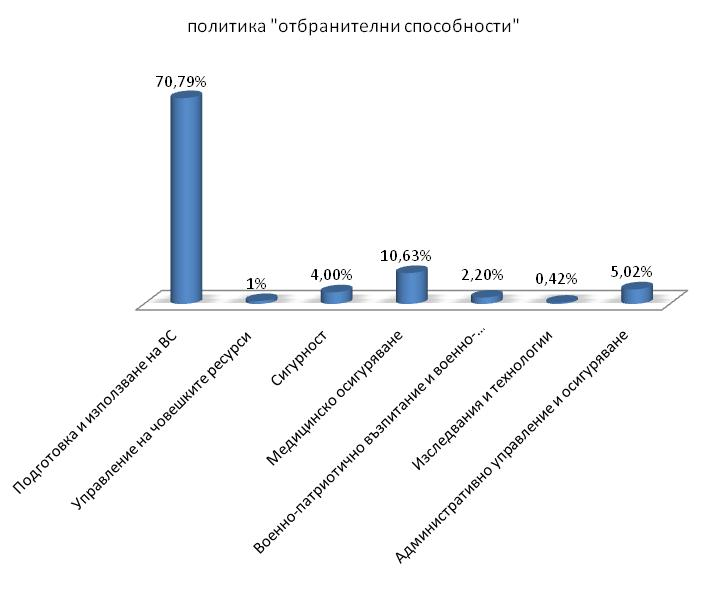 политика "отбранителни способности"
70,79%
1%
4,00%
10,63%
2,20%
0,42%
5,02%
Подготовка и използване на ВС
Управление на човешките ресурси
Сигурност
Медицинско осигуряване
Военно-патриотично възпитание и военно-...
Изследвания и технологии
Административно управление и осигуряване